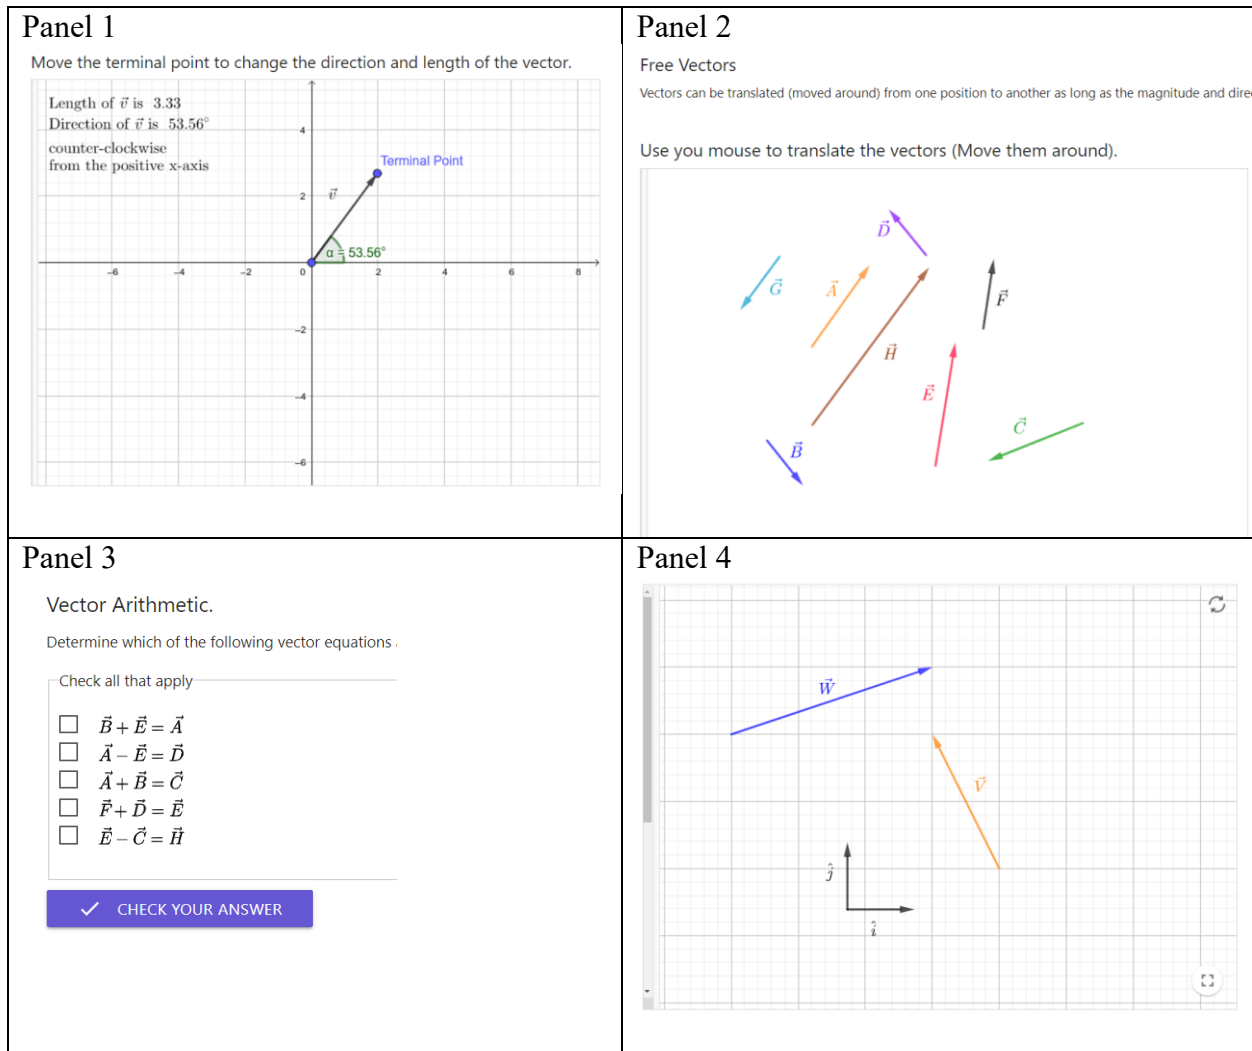 Panel 1
Move the terminal point to change the direction and length of the vector.
Length of v⃗ is 3.33
Direction of v⃗ is 53.56°
counter-clockwise
from the positive x-axis
4
Terminal Point
2
v⃗
α = 53.56°
−6 −4 −2 0 2 4 6 8
−2
−4
−6
Panel 2
Free Vectors
Vectors can be translated (moved around) from one position to another as long as the magnitude and dire
Use you mouse to translate the vectors (Move them around).
D⃗
G⃗
A⃗
F⃗
H⃗
E⃗
C⃗
B⃗
Panel 3
Vector Arithmetic.
Determine which of the following vector equations
Check all that apply
B⃗ + E⃗ = A⃗
A⃗ − E⃗ = D⃗
A⃗ + B⃗ = C⃗
F⃗ + D⃗ = E⃗
E⃗ − C⃗ = H⃗
CHECK YOUR ANSWER
Panel 4
W⃗
V⃗
ĵ
î